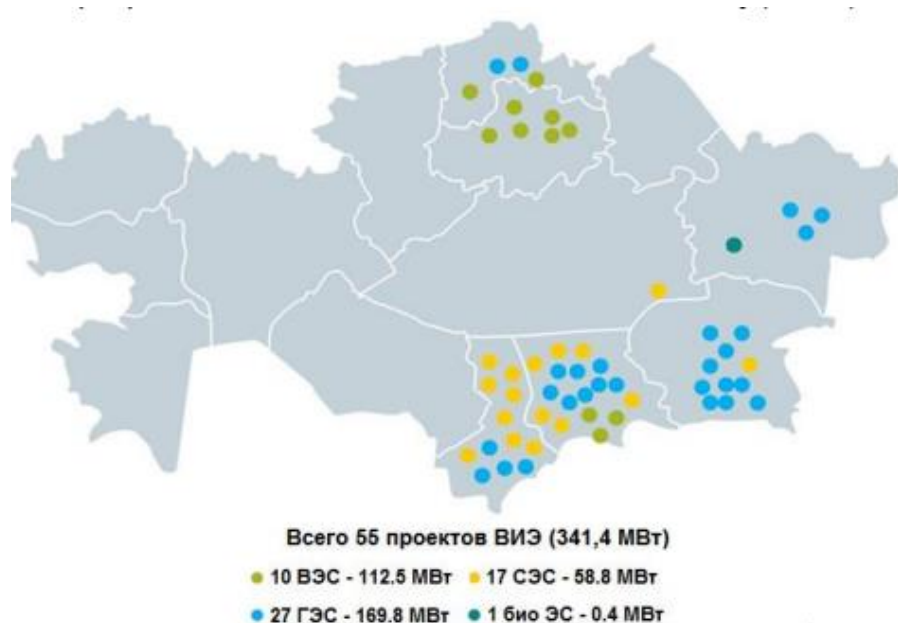 Всего 55 проектов ВИЭ (341,4 МВт)
10 ВЭС - 112.5 МВт 17 СЭС - 58.8 МВт
27 ГЭС - 169.8 МВт 1 био ЭС - 0.4 МВт